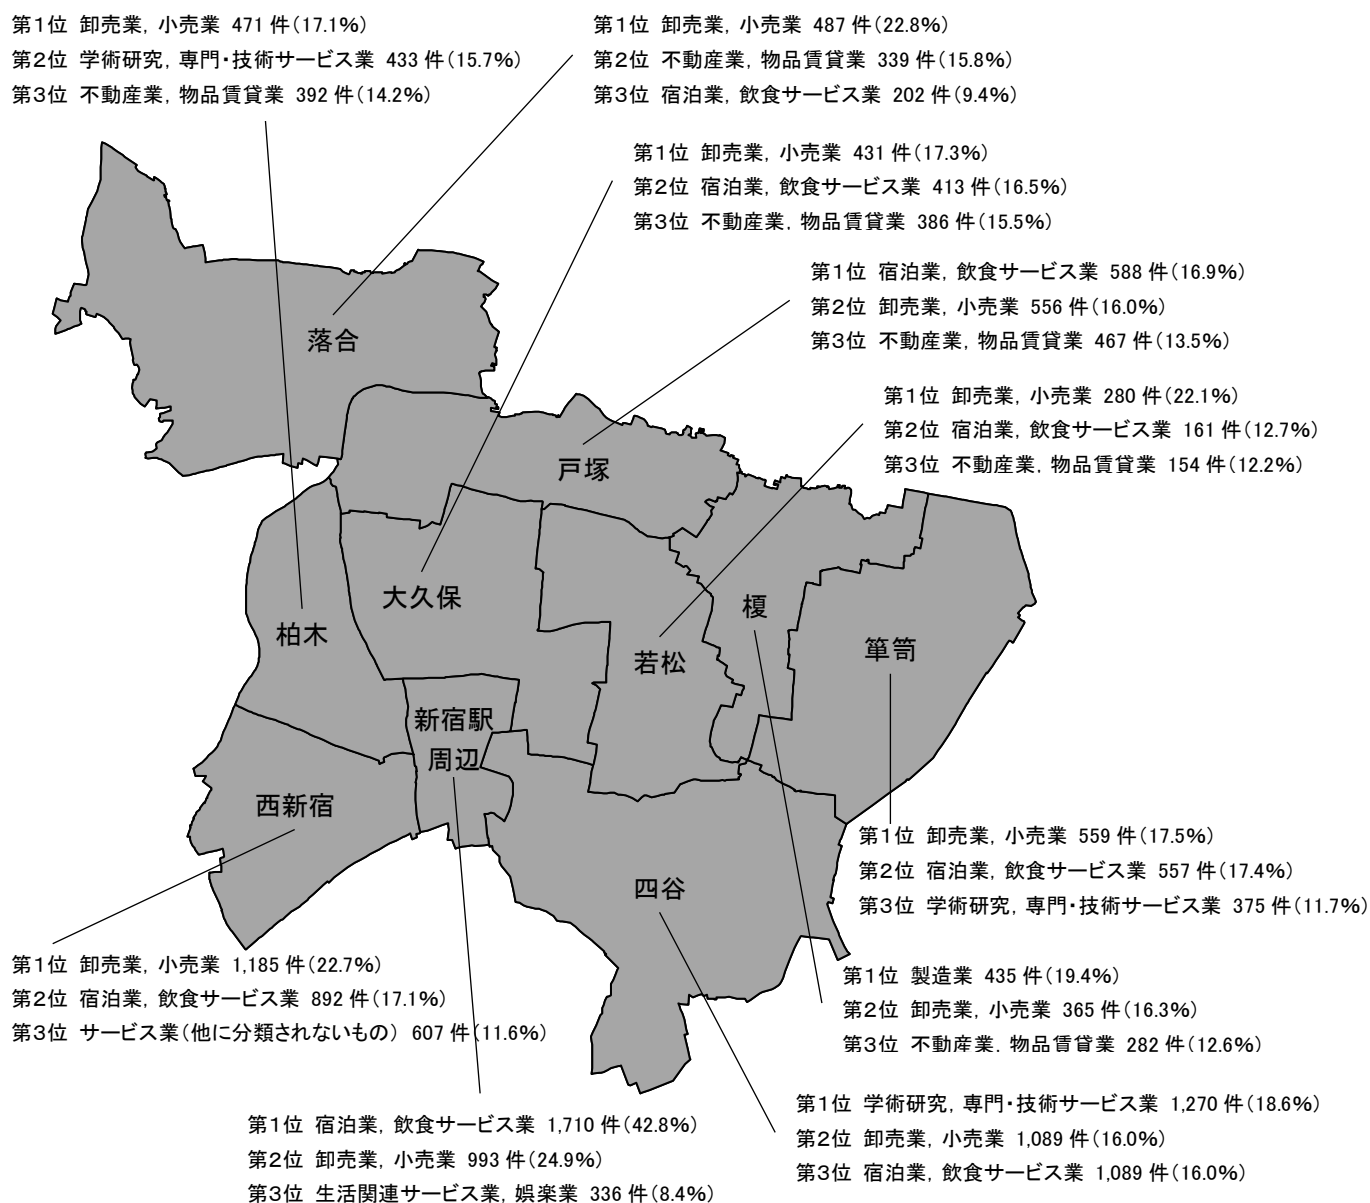 第1位 卸売業, 小売業 471 件(17.1%)
第2位 学術研究, 専門・技術サービス業 433 件(15.7%)
第3位 不動産業, 物品賃貸業 392 件(14.2%)
第1位 卸売業, 小売業 487 件(22.8%)
第2位 不動産業, 物品賃貸業 339 件(15.8%)
第3位 宿泊業, 飲食サービス業 202 件(9.4%)
第1位 卸売業, 小売業 431 件(17.3%)
第2位 宿泊業, 飲食サービス業 413 件(16.5%)
第3位 不動産業, 物品賃貸業 386 件(15.5%)
第1位 宿泊業, 飲食サービス業 588 件(16.9%)
第2位 卸売業, 小売業 556 件(16.0%)
第3位 不動産業, 物品賃貸業 467 件(13.5%)
第1位 卸売業, 小売業 280 件(22.1%)
第2位 宿泊業, 飲食サービス業 161 件(12.7%)
第3位 不動産業, 物品賃貸業 154 件(12.2%)
落合
戸塚
大久保
榎
柏木
若松
箪笥
新宿駅
周辺
西新宿
四谷
第1位 卸売業, 小売業 559 件(17.5%)
第2位 宿泊業, 飲食サービス業 557 件(17.4%)
第3位 学術研究, 専門・技術サービス業 375 件(11.7%)
第1位 卸売業, 小売業 1,185 件(22.7%)
第2位 宿泊業, 飲食サービス業 892 件(17.1%)
第3位 サービス業(他に分類されないもの) 607 件(11.6%)
第1位 製造業 435 件(19.4%)
第2位 卸売業, 小売業 365 件(16.3%)
第3位 不動産業, 物品賃貸業 282 件(12.6%)
第1位 宿泊業, 飲食サービス業 1,710 件(42.8%)
第2位 卸売業, 小売業 993 件(24.9%)
第3位 生活関連サービス業, 娯楽業 336 件(8.4%)
第1位 学術研究, 専門・技術サービス業 1,270 件(18.6%)
第2位 卸売業, 小売業 1,089 件(16.0%)
第3位 宿泊業, 飲食サービス業 1,089 件(16.0%)